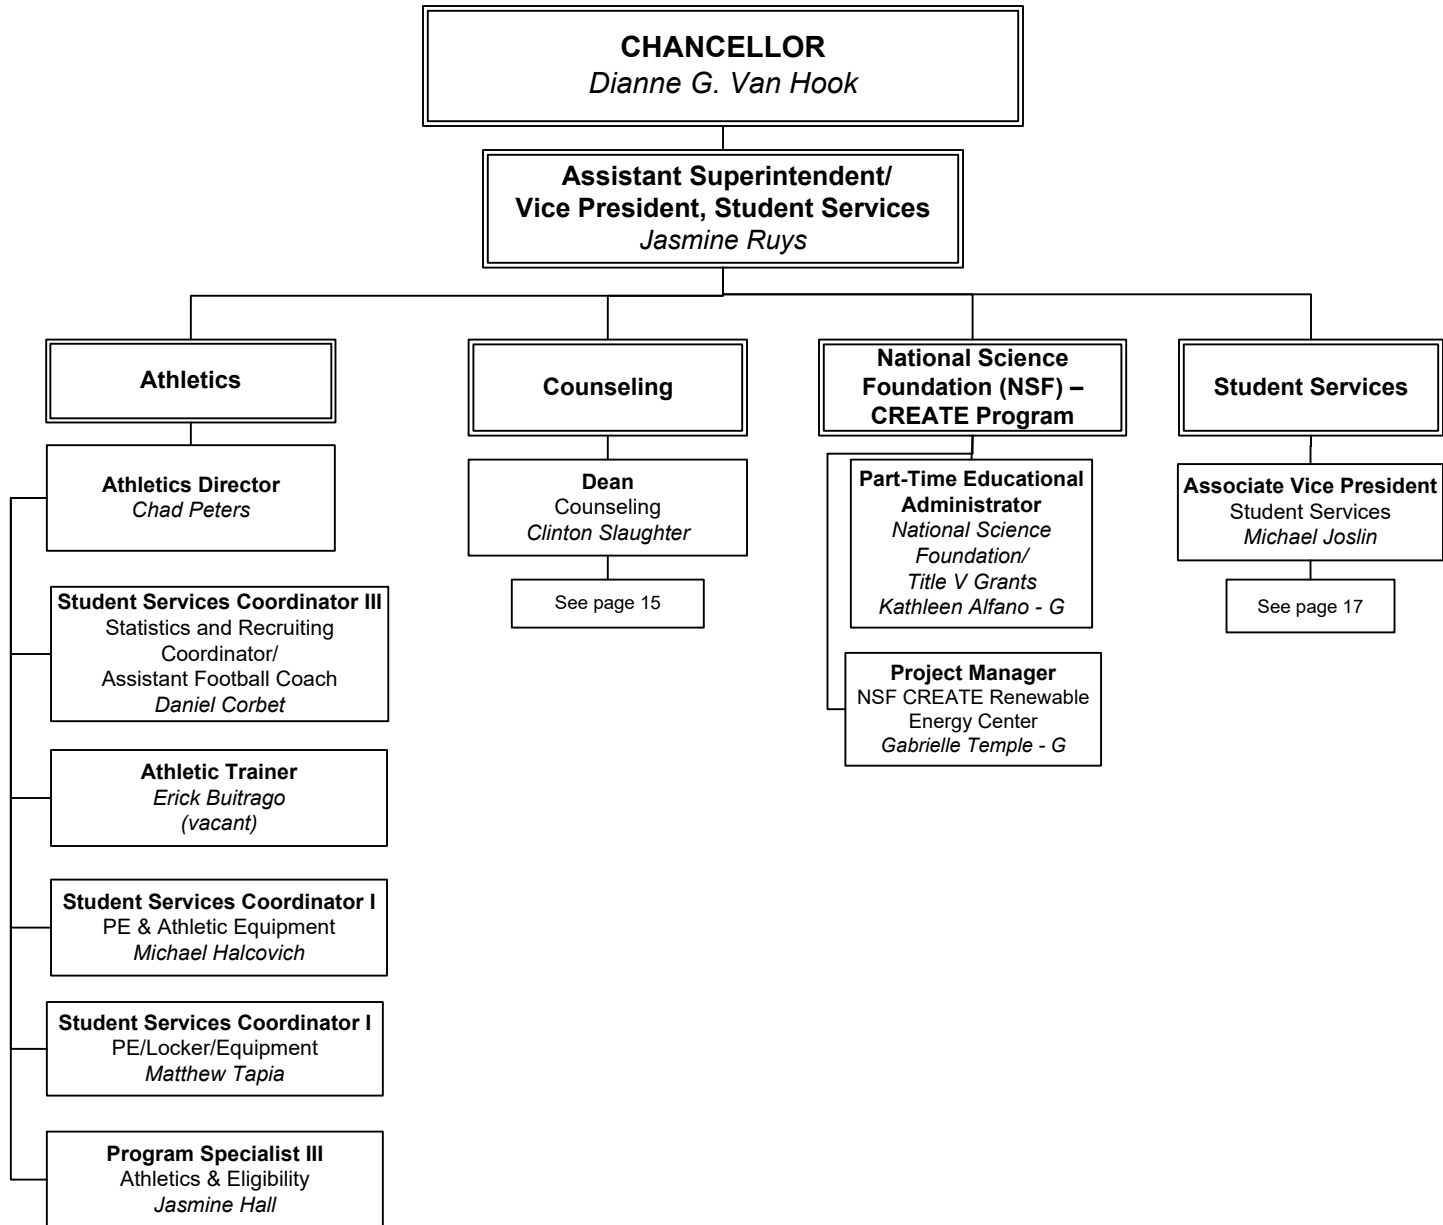 CHANCELLOR
Dianne G. Van Hook
Assistant Superintendent/
Vice President, Student Services
Jasmine Ruys
Athletics
Athletics Director
Chad Peters
Student Services Coordinator III
Statistics and Recruiting
Coordinator/
Assistant Football Coach
Daniel Corbet
Athletic Trainer
Erick Buitrago
(vacant)
Student Services Coordinator I
PE & Athletic Equipment
Michael Halcovich
Student Services Coordinator I
PE/Locker/Equipment
Matthew Tapia
Program Specialist III
Athletics & Eligibility
Jasmine Hall
Counseling
Dean
Counseling
Clinton Slaughter
See page 15
National Science
Foundation (NSF) –
CREATE Program
Part-Time Educational
Administrator
National Science
Foundation/
Title V Grants
Kathleen Alfano - G
Project Manager
NSF CREATE Renewable
Energy Center
Gabrielle Temple - G
Student Services
Associate Vice President
Student Services
Michael Joslin
See page 17